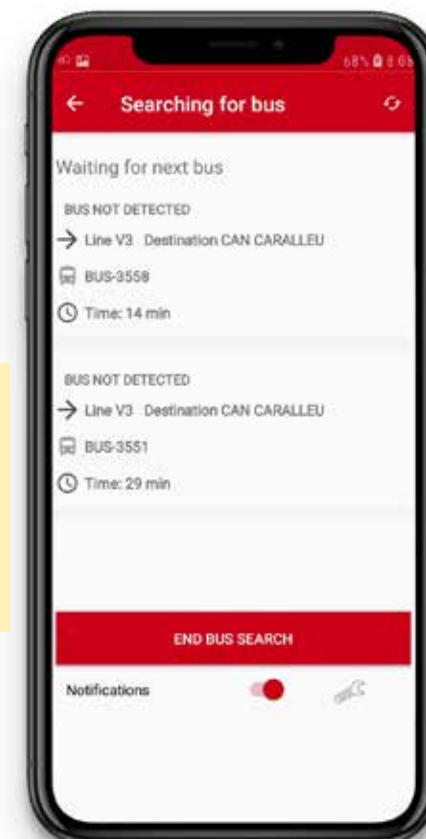 68%
Searching for bus
Waiting for next bus
BUS NOT DETECTED
Line V3 Destination CAN CARALLEU
BUS-3558
Time: 14 min
BUS NOT DETECTED
Line V3 Destination CAN CARALLEU
BUS-3551
Time: 29 min
END BUS SEARCH
Notifications